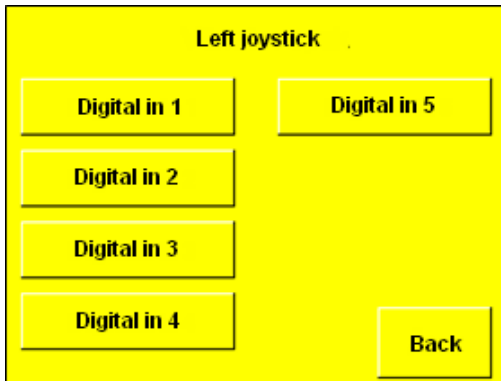 Left joystick
Digital in 1
Digital in 5
Digital in 2
Digital in 3
Digital in 4
Back